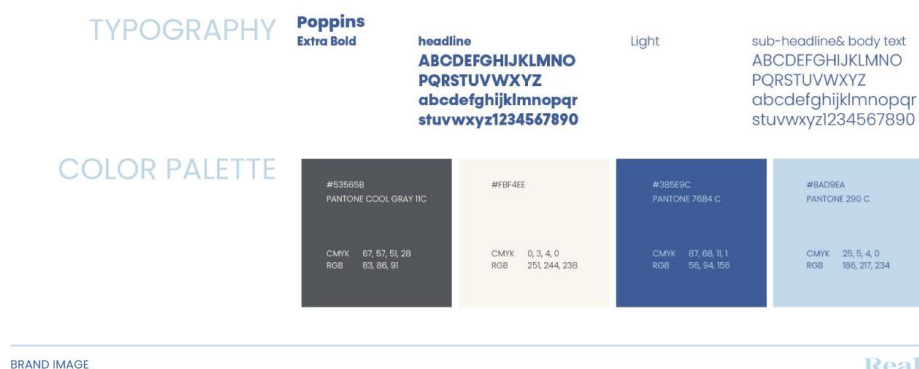 TYPOGRAPHY
Poppins
Extra Bold
headline
ABCDEFGHIJKLMNO
PQRSTUVWXYZ
abcdefghijklmnopqr
stuvwxyz1234567890
Light
sub-headline& body text
ABCDEFGHIJKLMNO
PQRSTUVWXYZ
abcdefghijklmnopqr
stuvwxyz1234567890
COLOR PALETTE
#53565B
PANTONE COOL GRAY 11C
CMYK 67, 57, 51, 28
RGB 83, 86, 91
#FBF4EE
CMYK 0, 3, 4, 0
RGB 251, 244, 238
#385E9C
PANTONE 7684 C
CMYK 87, 68, 11, 1
RGB 56, 94, 156
#BAD9EA
PANTONE 290 C
CMYK 25, 5, 4, 0
RGB 186, 217, 234
BRAND IMAGE
Real